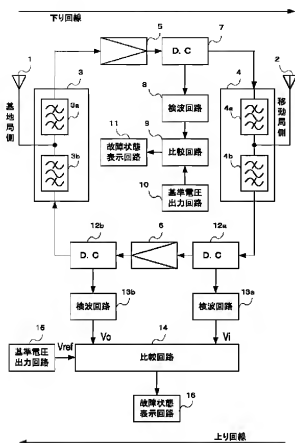 下り回線
5
7
1
D. C
2
3
8
4
3a
検波回路
4a
基地局側
11
9
移動局側
故障状態
表示回路
比較回路
3b
4b
10
基準電圧
出力回路
12b
6
12a
D. C
D. C
13b
13a
検波回路
検波回路
15
Vo
14
Vi
基準電圧
出力回路
Vref
比較回路
故障状態
表示回路
16
上り回線